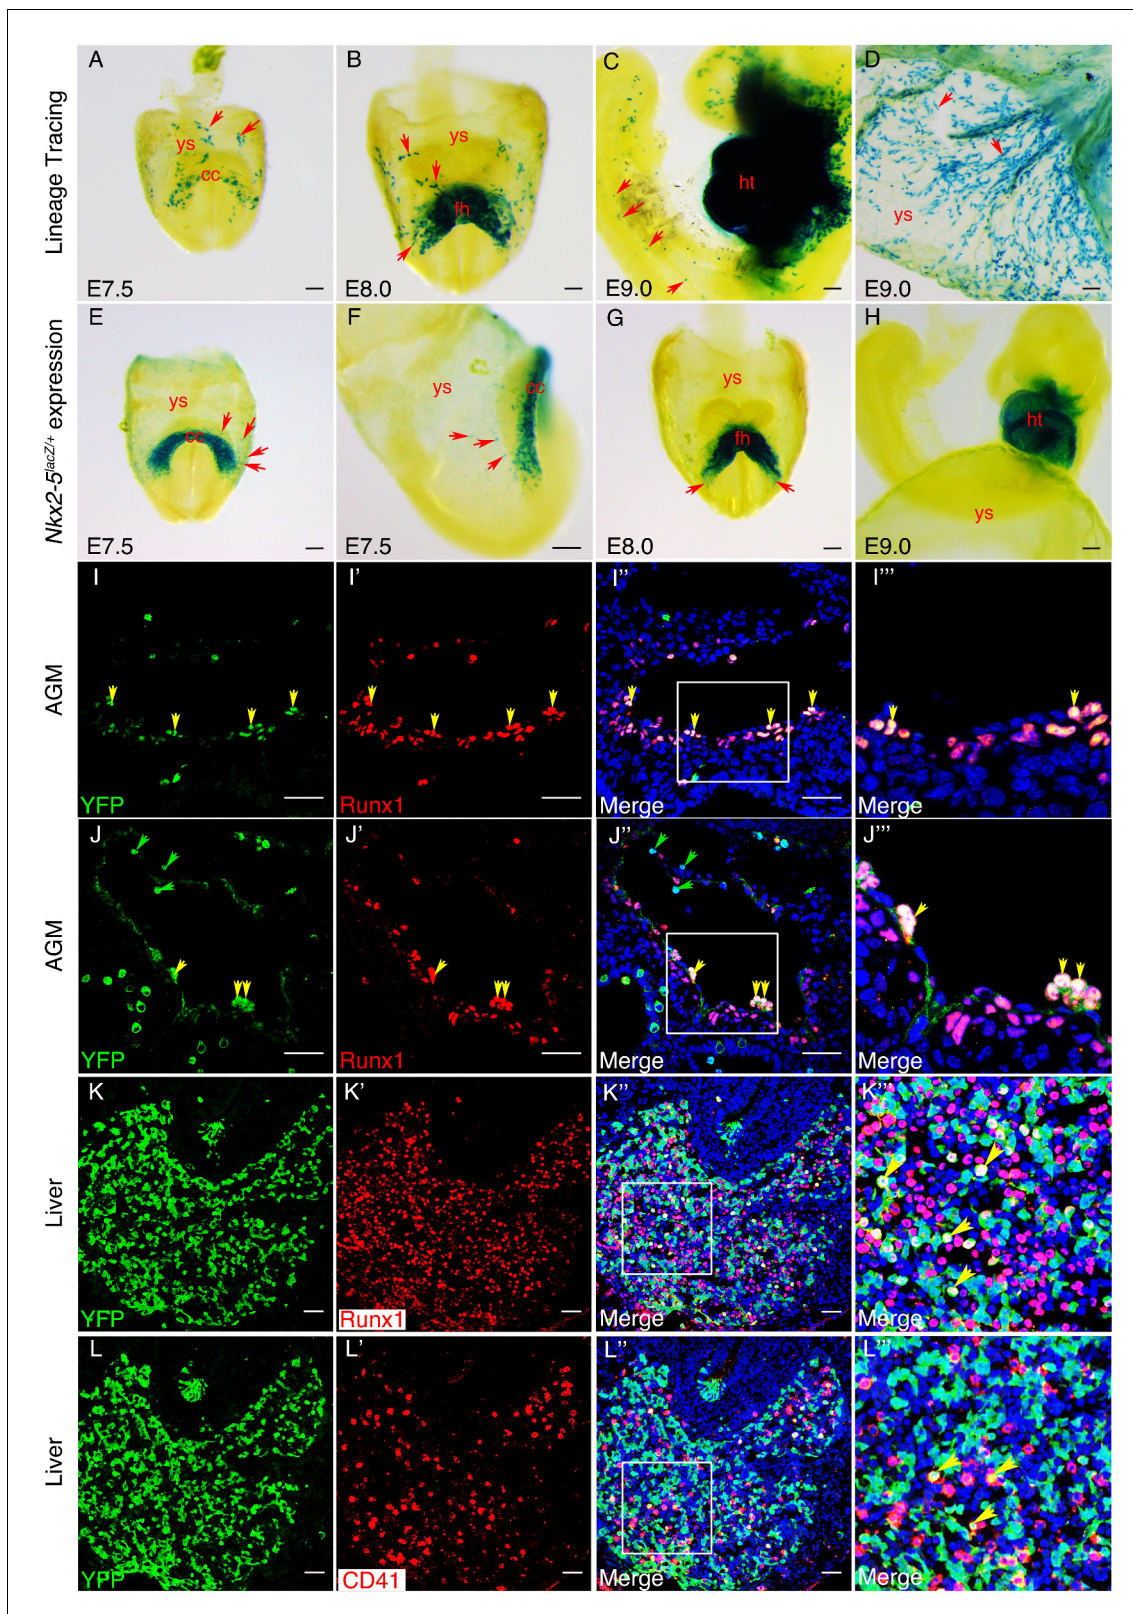 Lineage Tracing
A
ys
cc
E7.5
B
fh
E8.0
C
ht
E9.0
D
ys
E9.0
Nkx2-5lacZ/+ expression
E
ys
cc
E7.5
F
ys
cc
E7.5
G
ys
fh
E8.0
H
ht
ys
E9.0
AGM
I
YFP
I'
Runx1
I''
Merge
I'''
Merge
AGM
J
YFP
J'
Runx1
J''
Merge
J'''
Merge
Liver
K
YFP
K'
Runx1
K''
Merge
K'''
Merge
Liver
L
YFP
L'
CD41
L''
Merge
L'''
Merge